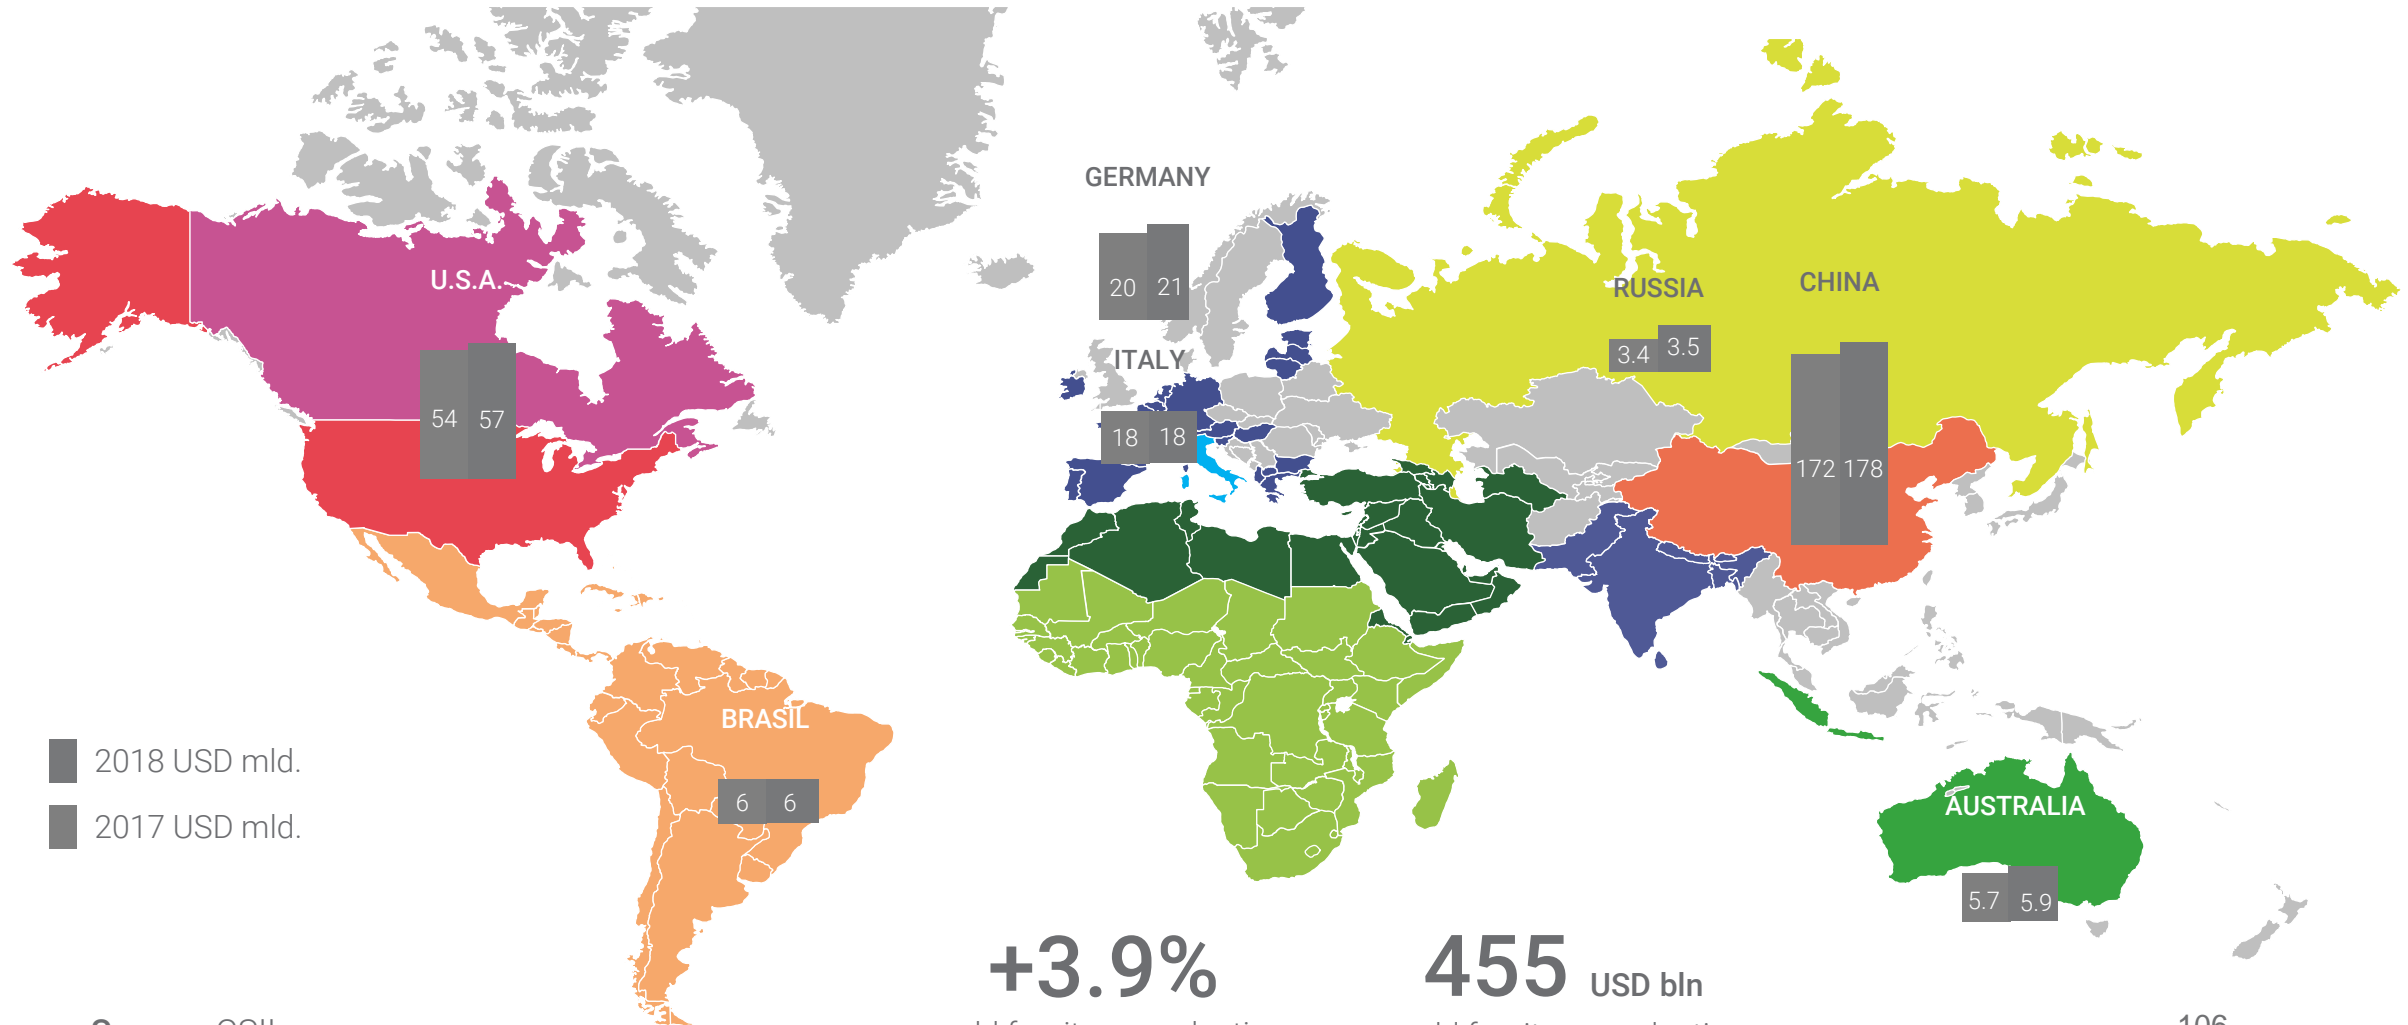 GERMANY
20 21
U.S.A.
54 57
ITALY
18 18
RUSSIA
3.4 3.5
CHINA
172 178
BRASIL
6 6
2018 USD mld.
2017 USD mld.
AUSTRALIA
5.7 5.9
+3.9%
455 USD bln